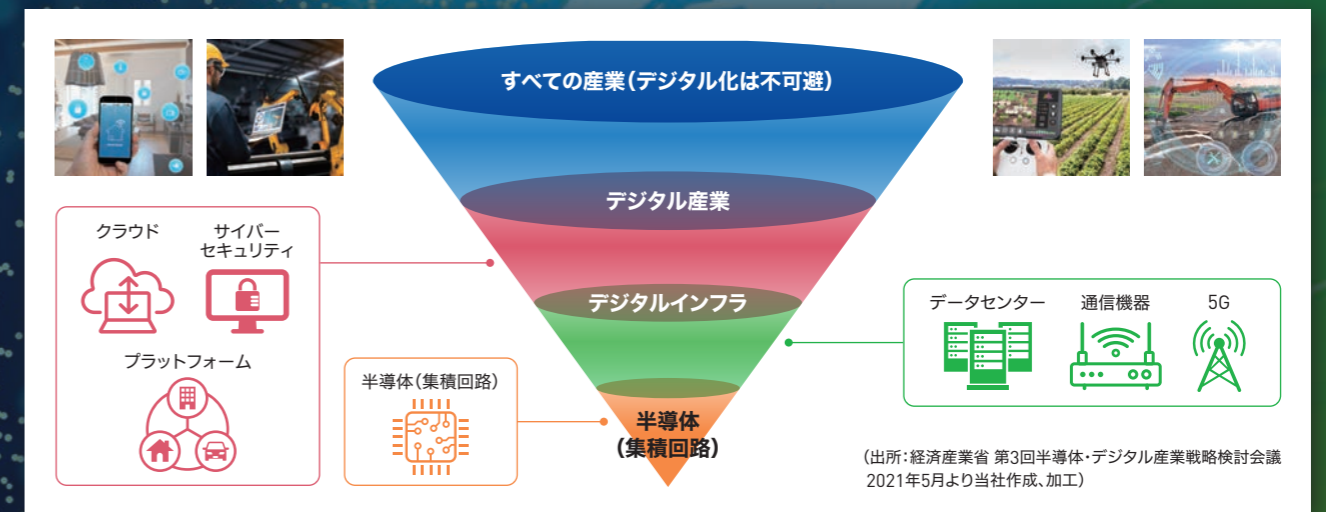 すべての産業（デジタル化は不可避）
デジタル産業
クラウド
サイバー
セキュリティ
プラットフォーム
デジタルインフラ
データセンター
通信機器
5G
半導体（集積回路）
半導体
（集積回路）
（出所：経済産業省 第3回半導体・デジタル産業戦略検討会議
2021年5月より当社作成、加工）